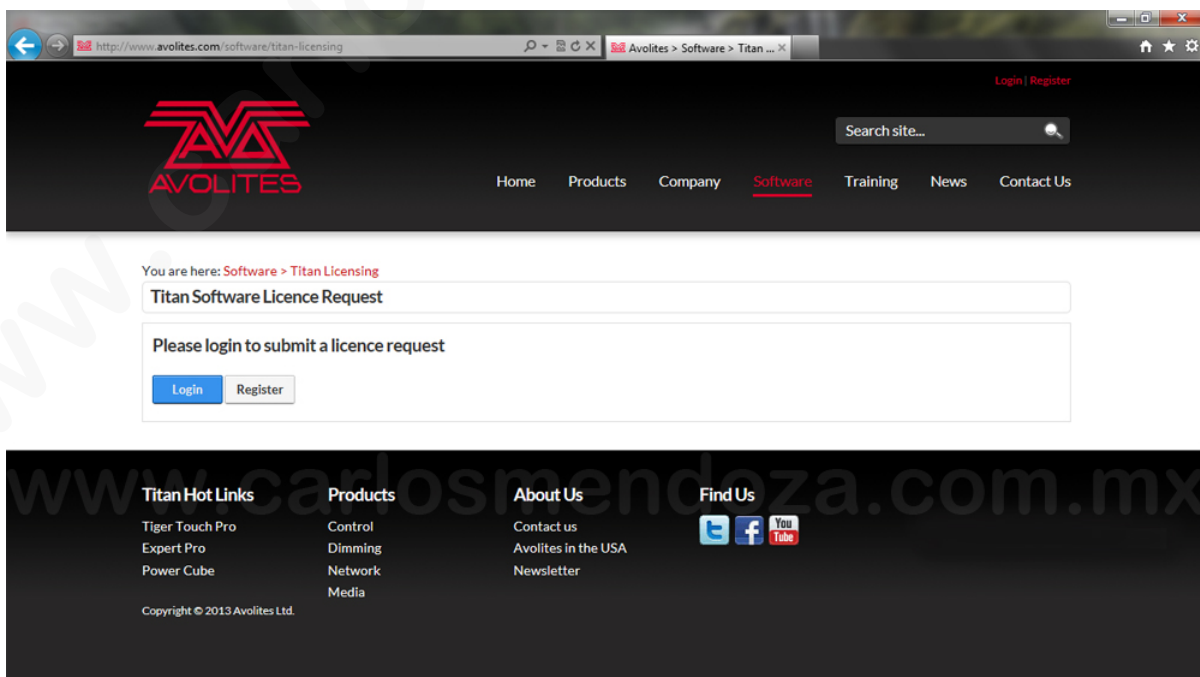 http://www.avolites.com/software/titan-licensing
Avolites > Software > Titan ...
Login | Register
AVOLITES
Search site...
Home Products Company Software Training News Contact Us
You are here: Software > Titan Licensing
Titan Software Licence Request
Please login to submit a licence request
Login Register
www.carlosmendoza.com.mx
Titan Hot Links
Tiger Touch Pro
Expert Pro
Power Cube
Products
Control
Dimming
Network
Media
About Us
Contact us
Avolites in the USA
Newsletter
Find Us
You
Tube
Copyright © 2013 Avolites Ltd.